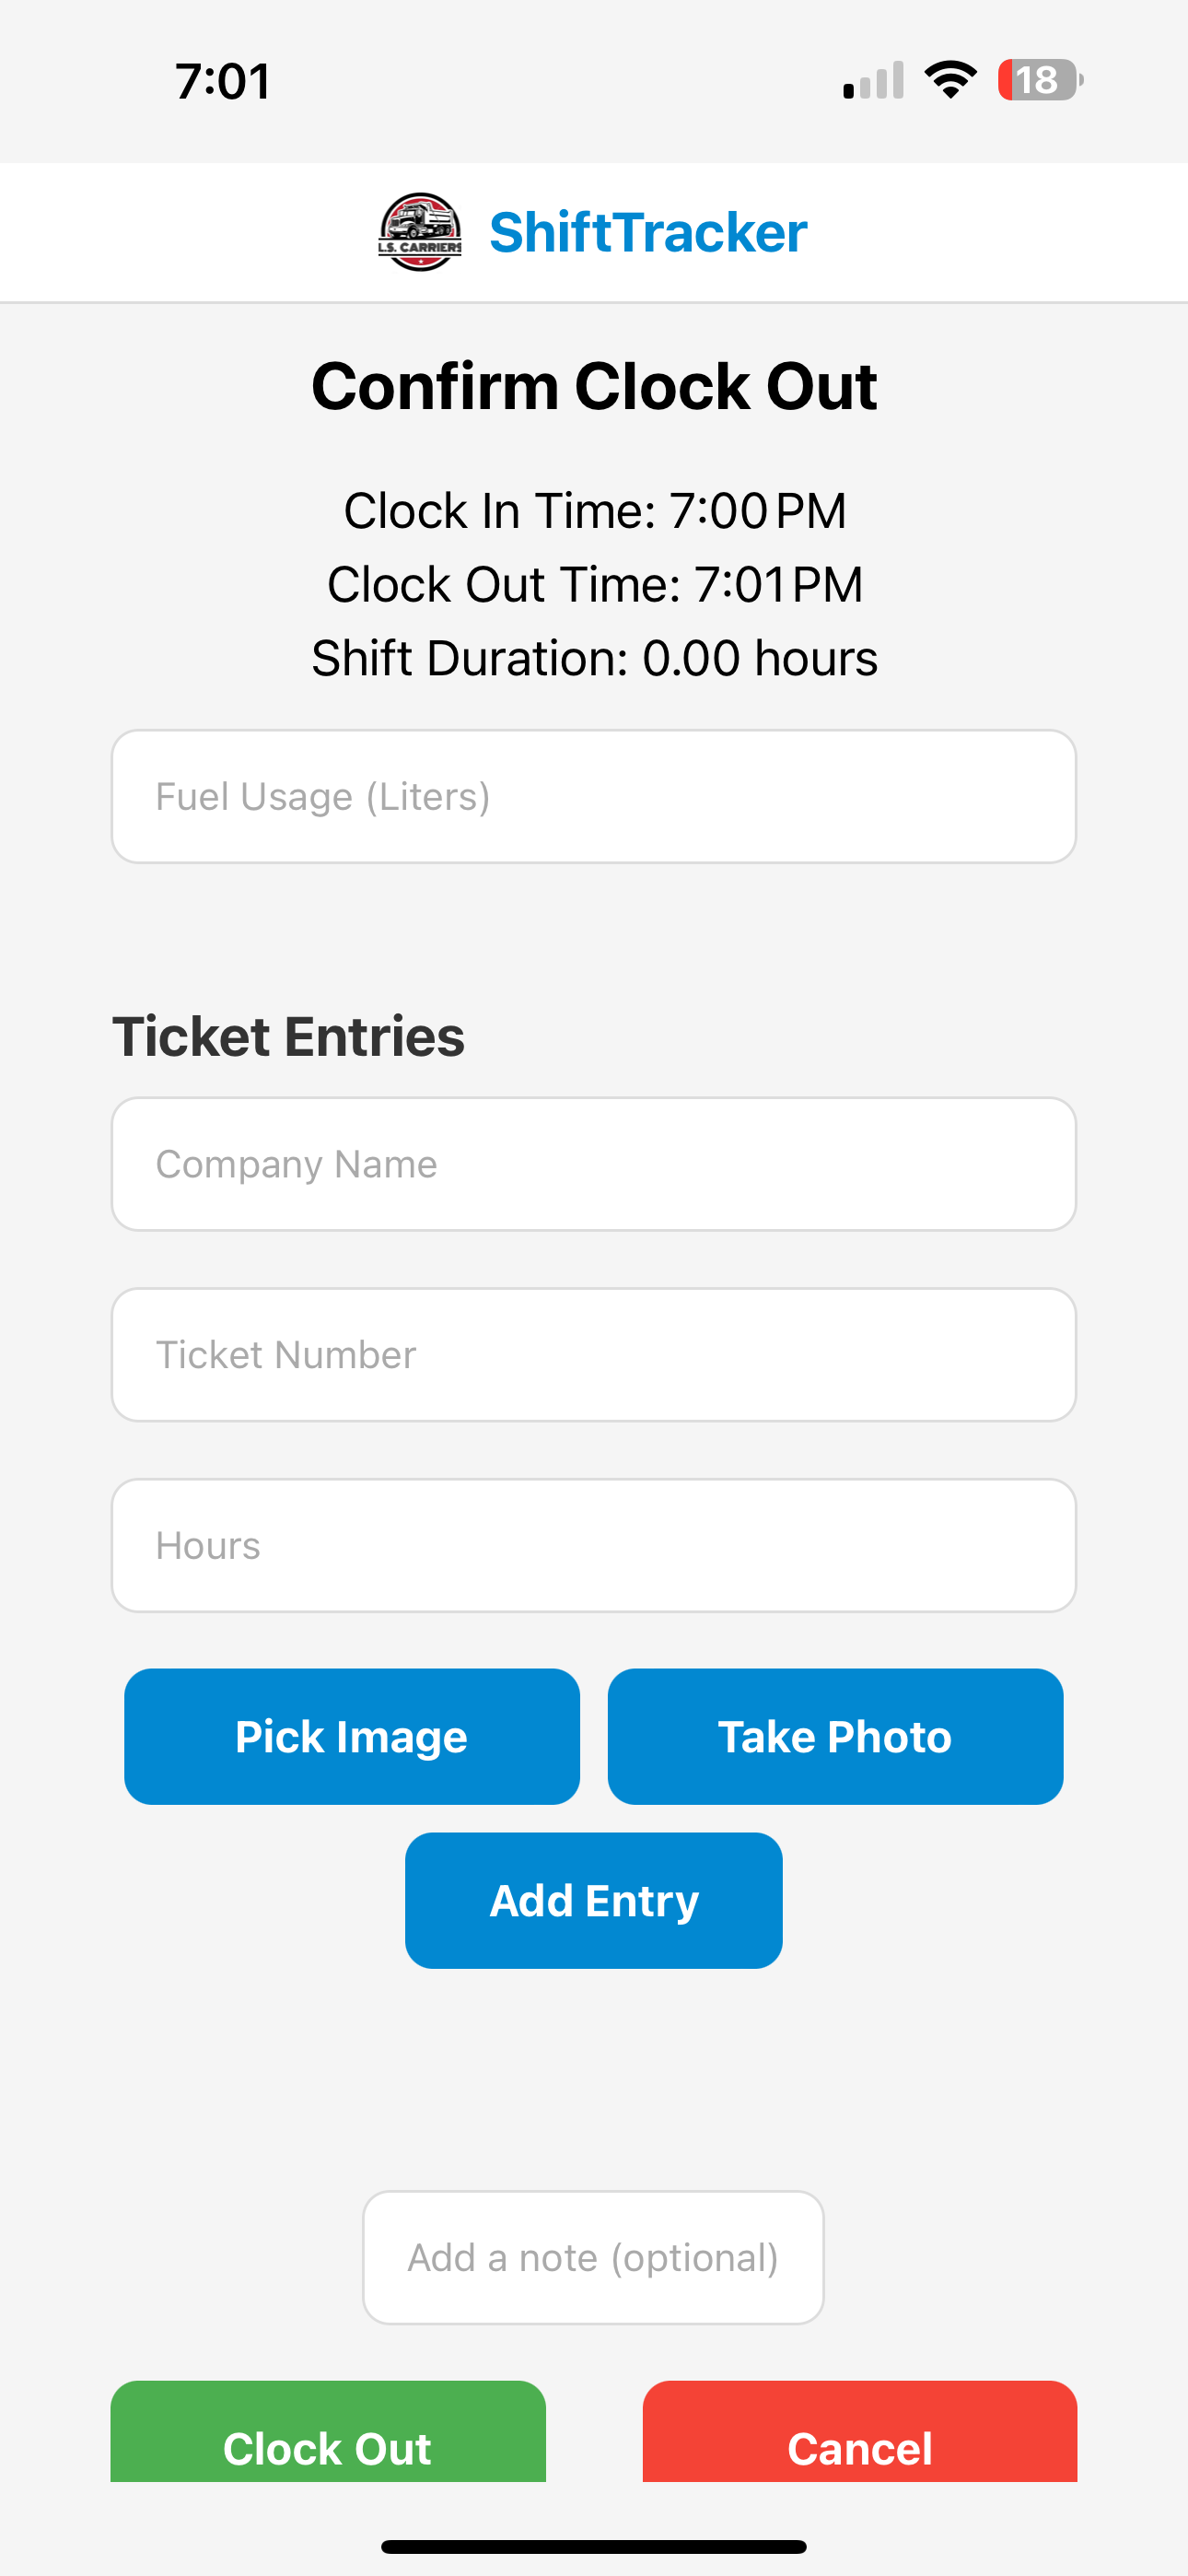 7:01
18
L.S. CARRIERS
ShiftTracker
Confirm Clock Out
Clock In Time: 7:00 PM
Clock Out Time: 7:01 PM
Shift Duration: 0.00 hours
Fuel Usage (Liters)
Ticket Entries
Company Name
Ticket Number
Hours
Pick Image
Take Photo
Add Entry
Add a note (optional)
Clock Out
Cancel